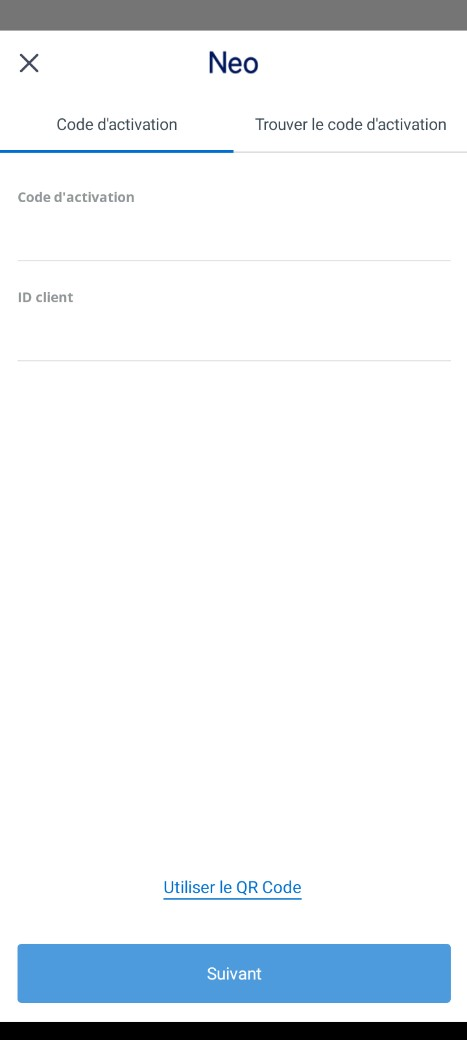 Neo
Code d'activation
Trouver le code d'activation
Code d'activation
ID client
Utiliser le QR Code
Suivant